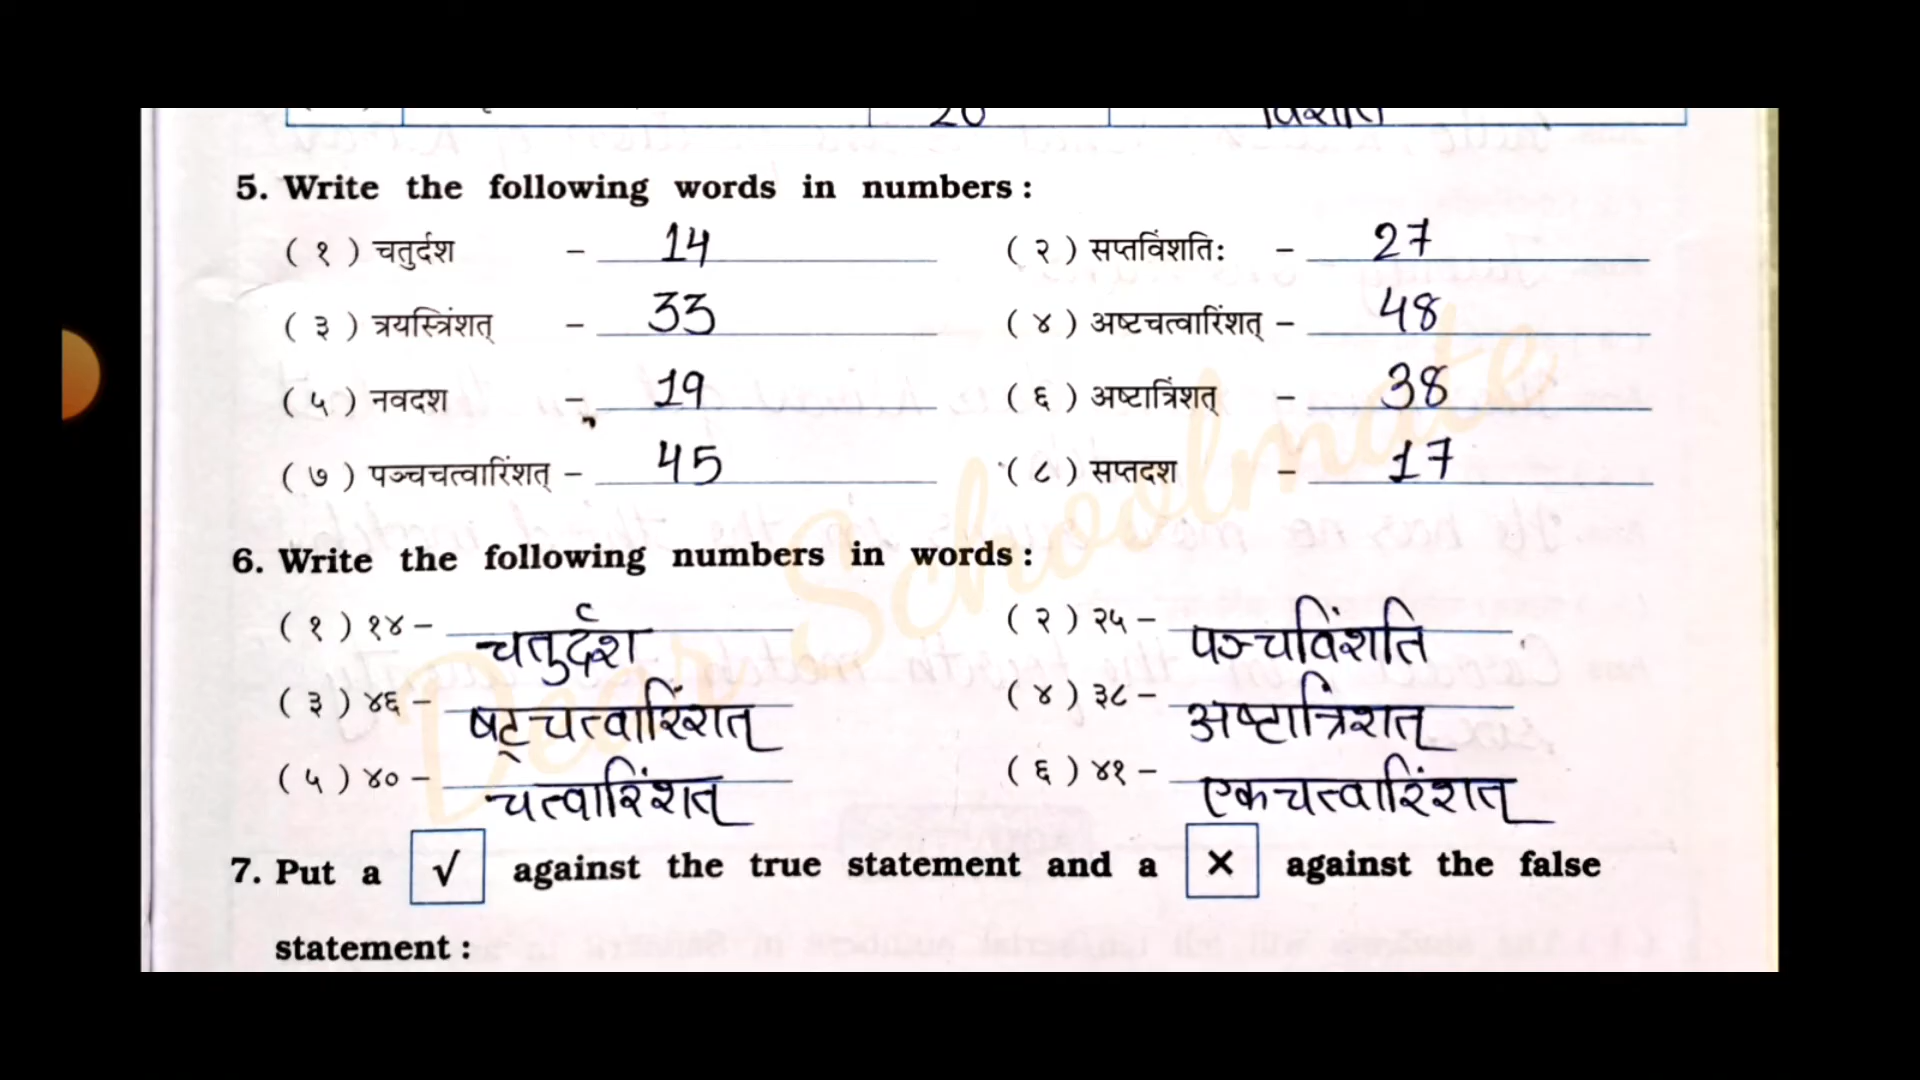 20 विंशति
5. Write the following words in numbers :
( १ ) चतुर्दश – 14 ( २ ) सप्तविंशतिः – 27
( ३ ) त्रयस्त्रिंशत् – 33 ( ४ ) अष्टचत्वारिंशत् – 48
( ५ ) नवदश – 19 ( ६ ) अष्टात्रिंशत् – 38
( ७ ) पञ्चचत्वारिंशत् – 45 ( ८ ) सप्तदश – 17
6. Write the following numbers in words :
( १ ) १४ – चतुर्दश ( २ ) २५ – पञ्चविंशति
( ३ ) ४६ – षट्चत्वारिंशत् ( ४ ) ३८ – अष्टात्रिंशत्
( ५ ) ४० – चत्वारिंशत् ( ६ ) ४१ – एकचत्वारिंशत्
Dear Schoolmate
7. Put a √ against the true statement and a × against the false
statement :